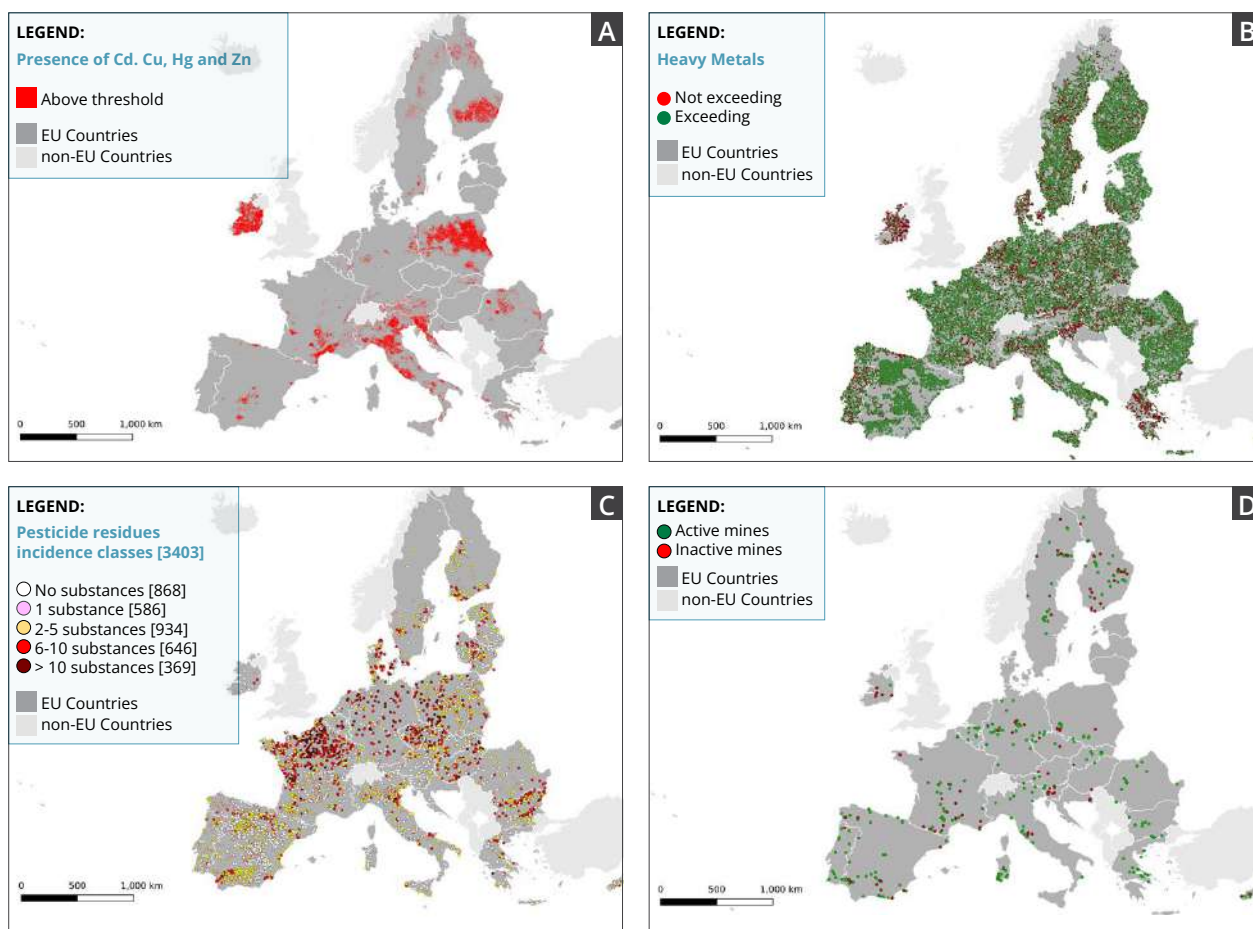 LEGEND:
Presence of Cd. Cu, Hg and Zn
Above threshold
EU Countries
non-EU Countries
0 500 1,000 km
A
LEGEND:
Heavy Metals
Not exceeding
Exceeding
EU Countries
non-EU Countries
0 500 1,000 km
B
LEGEND:
Pesticide residues
incidence classes [3403]
No substances [868]
1 substance [586]
2-5 substances [934]
6-10 substances [646]
> 10 substances [369]
EU Countries
non-EU Countries
0 500 1,000 km
C
LEGEND:
Active mines
Inactive mines
EU Countries
non-EU Countries
0 500 1,000 km
D